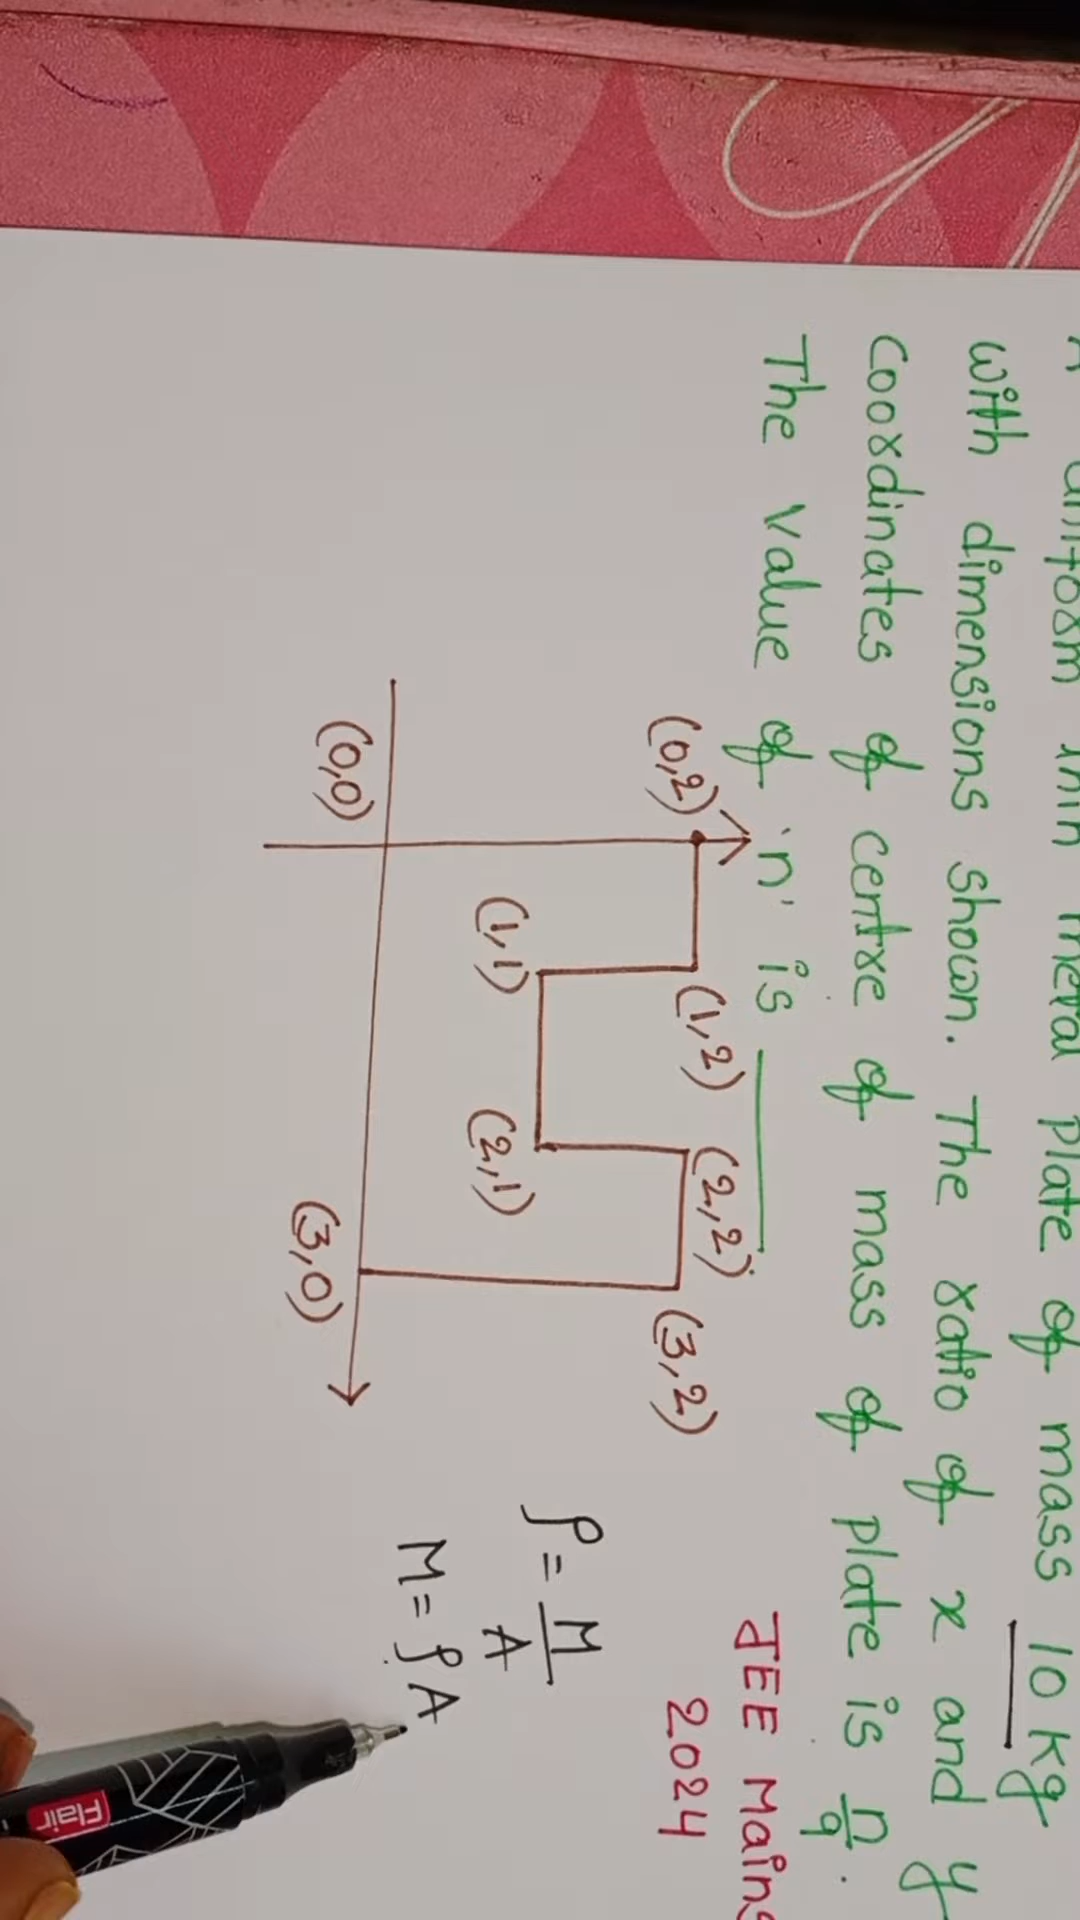 A uniform thin metal plate of mass 10 kg
with dimensions shown. The ratio of x and y
Coordinates of centre of mass of plate is n/9.
The value of 'n' is
JEE Mains
2024
(0,2)
(1,2)
(2,2)
(3,2)
(1,1)
(2,1)
(0,0)
(3,0)
ρ = M/A
M = ρA
Flair